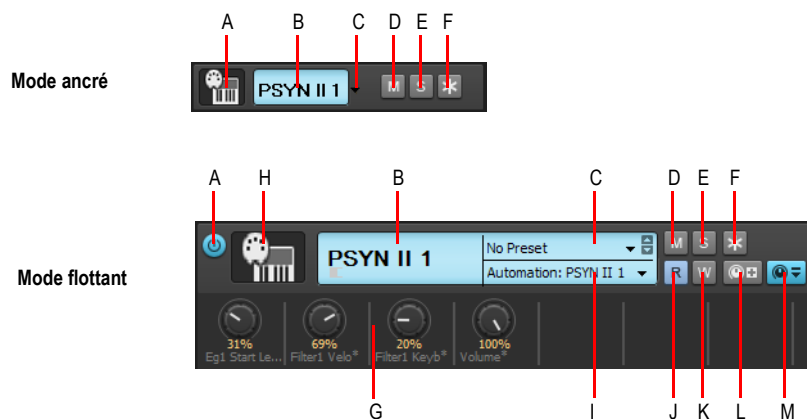 A B C D E F
Mode ancré
PSYN II 1 M S
A H B C D E F
Mode flottant
PSYN II 1
No Preset
Automation: PSYN II 1
M S
R W
31% 69% 20% 100%
Eg1 Start Le... Filter1 Velo* Filter1 Keyb* Volume*
G I J K L M